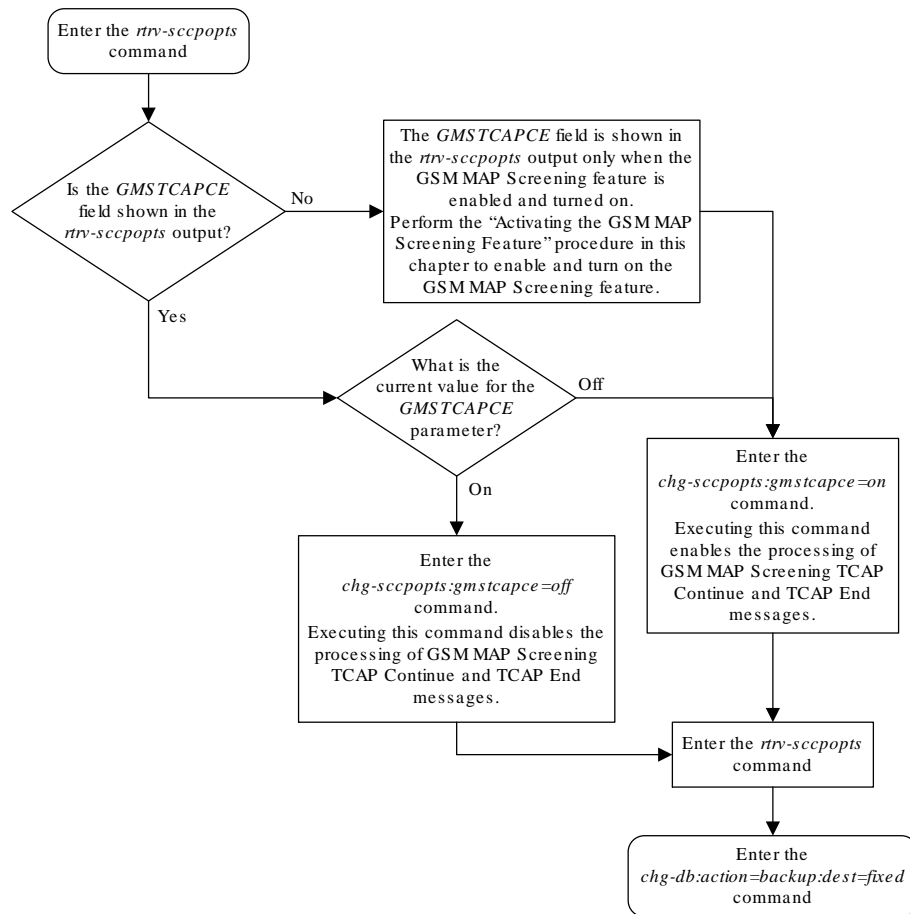 Enter the rtrv-sccpopts
command
Is the GMSTCAPCE
field shown in the
rtrv-sccpopts output?
No
Yes
The GMSTCAPCE field is shown in
the rtrv-sccpopts output only when the
GSM MAP Screening feature is
enabled and turned on.
Perform the “Activating the GSM MAP
Screening Feature” procedure in this
chapter to enable and turn on the
GSM MAP Screening feature.
What is the
current value for the
GMSTCAPCE
parameter?
Off
On
Enter the
chg-sccpopts:gmstcapce=on
command.
Executing this command
enables the processing of
GSM MAP Screening TCAP
Continue and TCAP End
messages.
Enter the
chg-sccpopts:gmstcapce=off
command.
Executing this command disables the
processing of GSM MAP Screening
TCAP Continue and TCAP End
messages.
Enter the rtrv-sccpopts
command
Enter the
chg-db:action=backup:dest=fixed
command